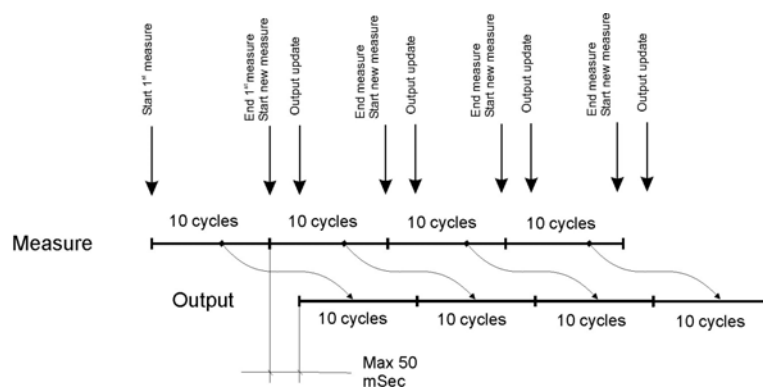 Start 1st measure
End 1st measure
Start new measure
Output update
End measure
Start new measure
Output update
End measure
Start new measure
Output update
End measure
Start new measure
Output update
Measure
10 cycles
10 cycles
10 cycles
10 cycles
Output
10 cycles
10 cycles
10 cycles
10 cycles
Max 50
mSec